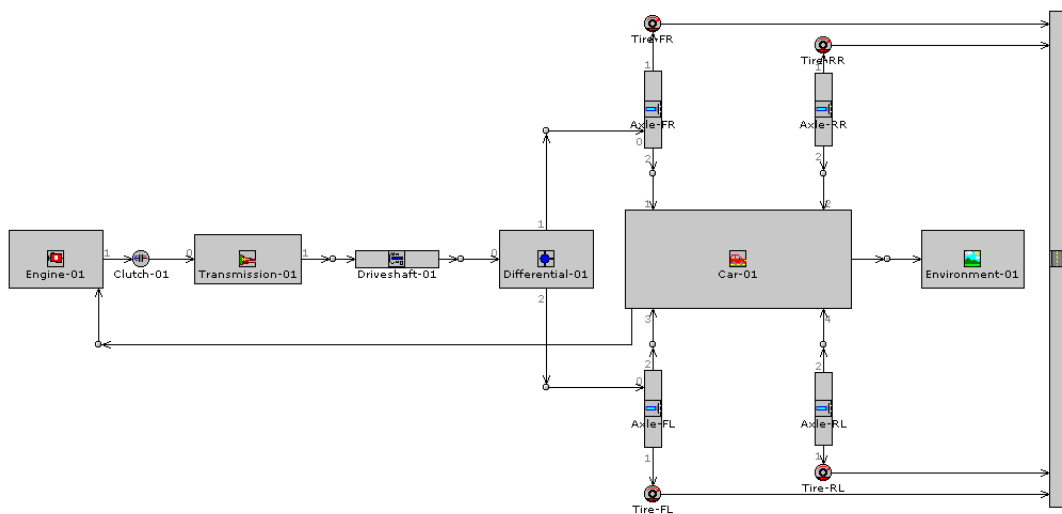 Tire-FR
Tire-RR
1
1
Axle-FR
Axle-RR
0
2
2
1
1
2
1
0
1
0
Engine-01
Clutch-01
Transmission-01
Driveshaft-01
Differential-01
Car-01
Environment-01
2
3
4
0
2
2
Axle-FL
Axle-RL
1
1
Tire-RL
Tire-FL